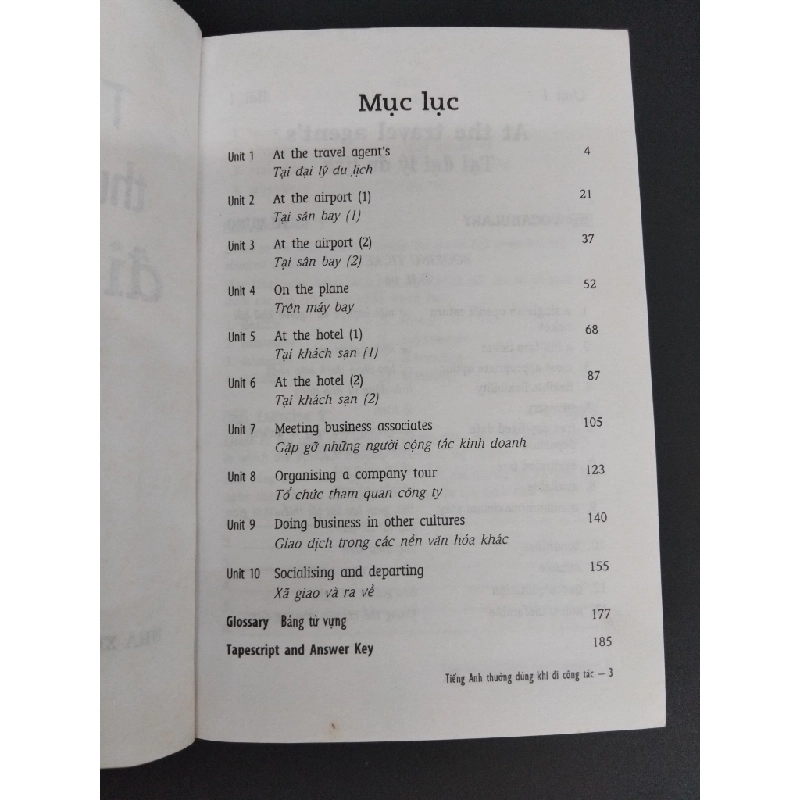 Mục lục
Unit 1 At the travel agent's 4
Tại đại lý du lịch
Unit 2 At the airport (1) 21
Tại sân bay (1)
Unit 3 At the airport (2) 37
Tại sân bay (2)
Unit 4 On the plane 52
Trên máy bay
Unit 5 At the hotel (1) 68
Tại khách sạn (1)
Unit 6 At the hotel (2) 87
Tại khách sạn (2)
Unit 7 Meeting business associates 105
Gặp gỡ những người cộng tác kinh doanh
Unit 8 Organising a company tour 123
Tổ chức tham quan công ty
Unit 9 Doing business in other cultures 140
Giao dịch trong các nền văn hóa khác
Unit 10 Socialising and departing 155
Xã giao và ra về
Glossary Bảng từ vựng 177
Tapescript and Answer Key 185
Tiếng Anh thường dùng khi đi công tác – 3